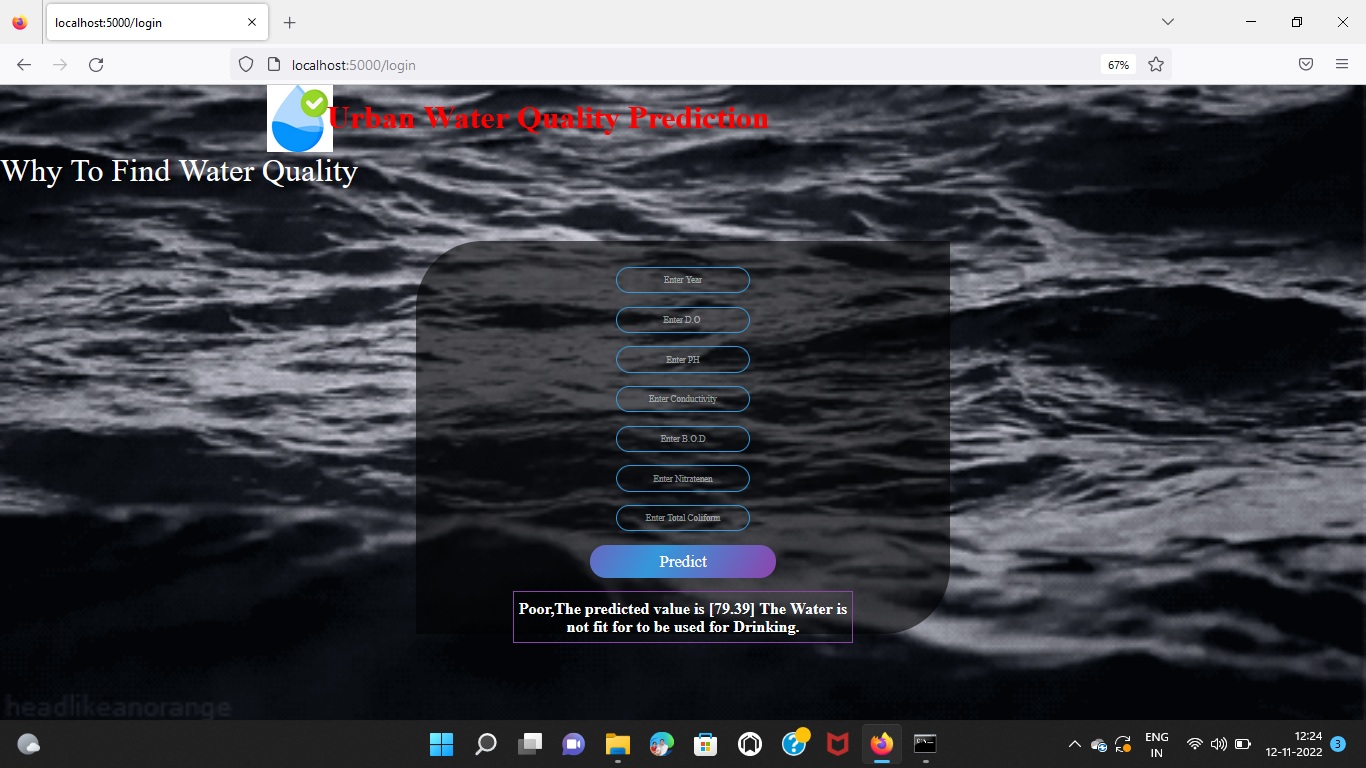 localhost:5000/login
localhost:5000/login
67%
Urban Water Quality Prediction
Why To Find Water Quality
Enter Year
Enter D.O
Enter PH
Enter Conductivity
Enter B.O.D
Enter Nitratenen
Enter Total Coliform
Predict
Poor,The predicted value is [79.39] The Water is
not fit for to be used for Drinking.
headlikeanorange
ENG
IN
12:24
12-11-2022
3